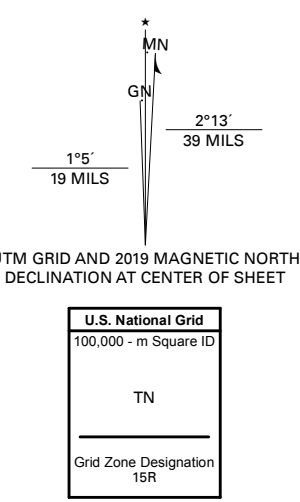 ★
MN
GN
2°13´
39 MILS
1°5´
19 MILS
UTM GRID AND 2019 MAGNETIC NORTH
DECLINATION AT CENTER OF SHEET
U.S. National Grid
100,000 - m Square ID
TN
Grid Zone Designation
15R